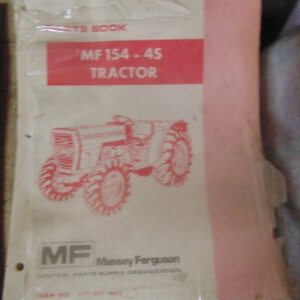 PARTS BOOK
MF 154 - 4S
TRACTOR
MF Massey Ferguson
CENTRAL PARTS SUPPLY ORGANIZATION